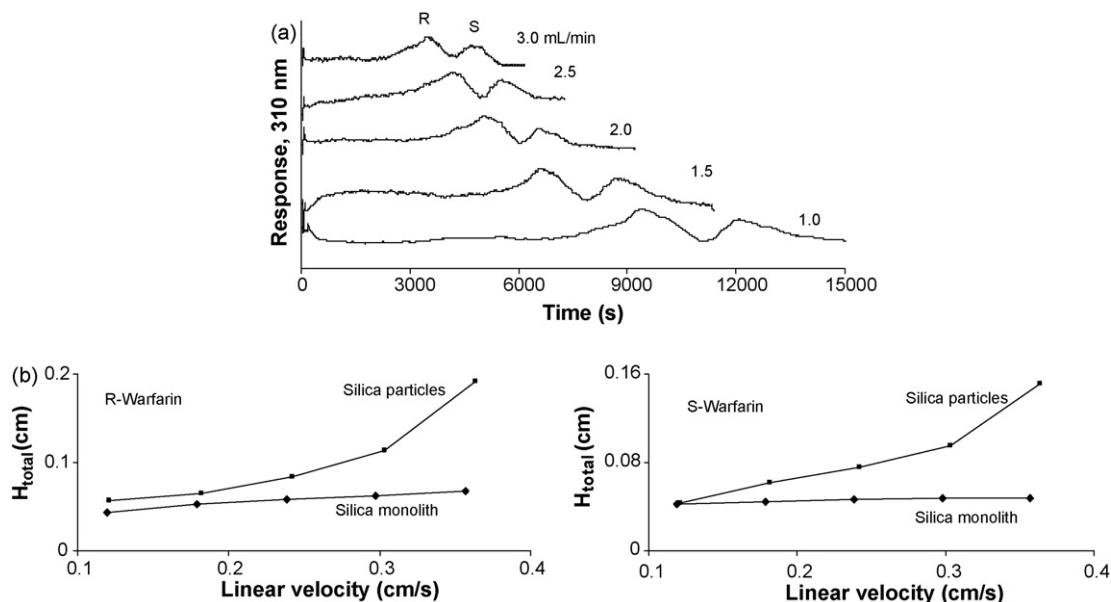 (a)
R
S
3.0 mL/min
2.5
2.0
1.5
1.0
Response, 310 nm
0 3000 6000 9000 12000 15000
Time (s)
(b)
0.2
0.1
0
H_total (cm)
R-Warfarin
Silica particles
Silica monolith
0.1 0.2 0.3 0.4
Linear velocity (cm/s)
0.16
0.08
0
H_total (cm)
S-Warfarin
Silica particles
Silica monolith
0.1 0.2 0.3 0.4
Linear velocity (cm/s)